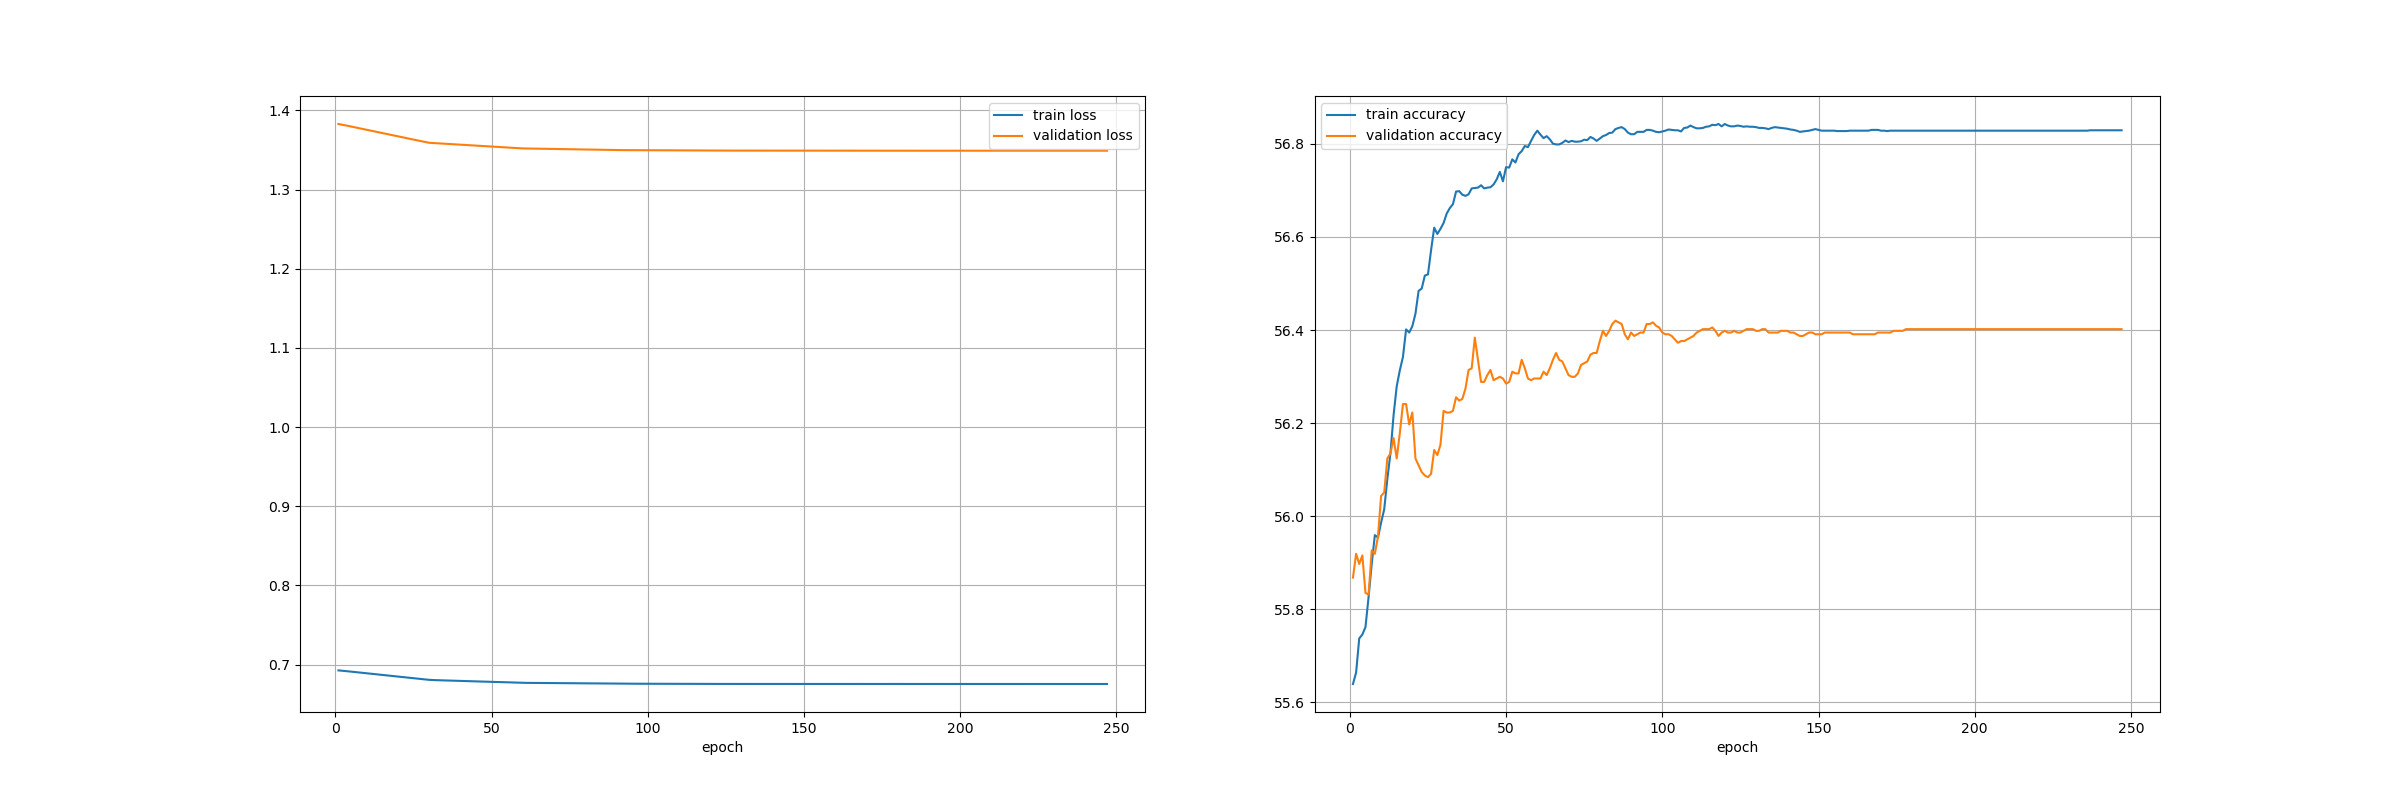 train loss
validation loss
1.4
1.3
1.2
1.1
1.0
0.9
0.8
0.7
0 50 100 150 200 250
epoch
train accuracy
validation accuracy
56.8
56.6
56.4
56.2
56.0
55.8
55.6
0 50 100 150 200 250
epoch